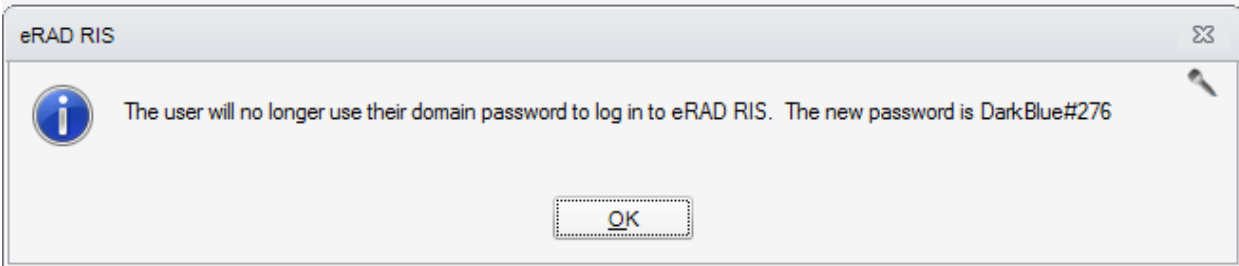 eRAD RIS
The user will no longer use their domain password to log in to eRAD RIS.  The new password is DarkBlue#276
OK